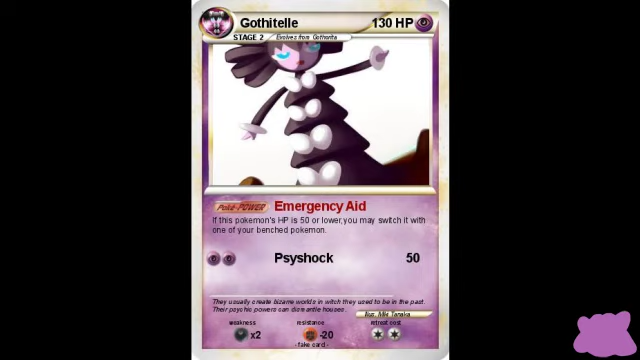 Gothitelle 130 HP
STAGE 2 Evolves from Gothorita
Poké-POWER Emergency Aid
If this pokemon's HP is 50 or lower,you may switch it with
one of your benched pokemon.
Psyshock 50
They usually create bizarre worlds in witch they used to be in the past.
Their psychic powers can dismantle houses.
Illus. Miki Tanaka
weakness resistance retreat cost
x2 -20
- fake card -